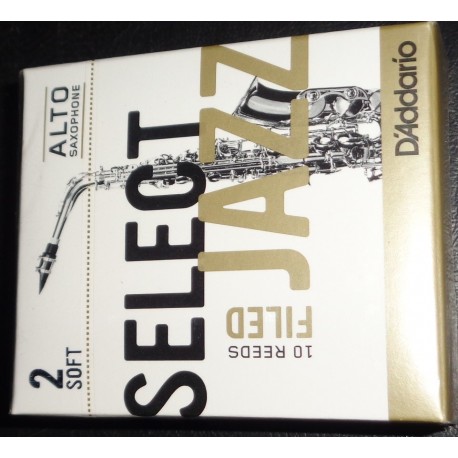 D'Addario
SELECT
JAZZ
ALTO
SAXOPHONE
2
SOFT
FILED
10 REEDS